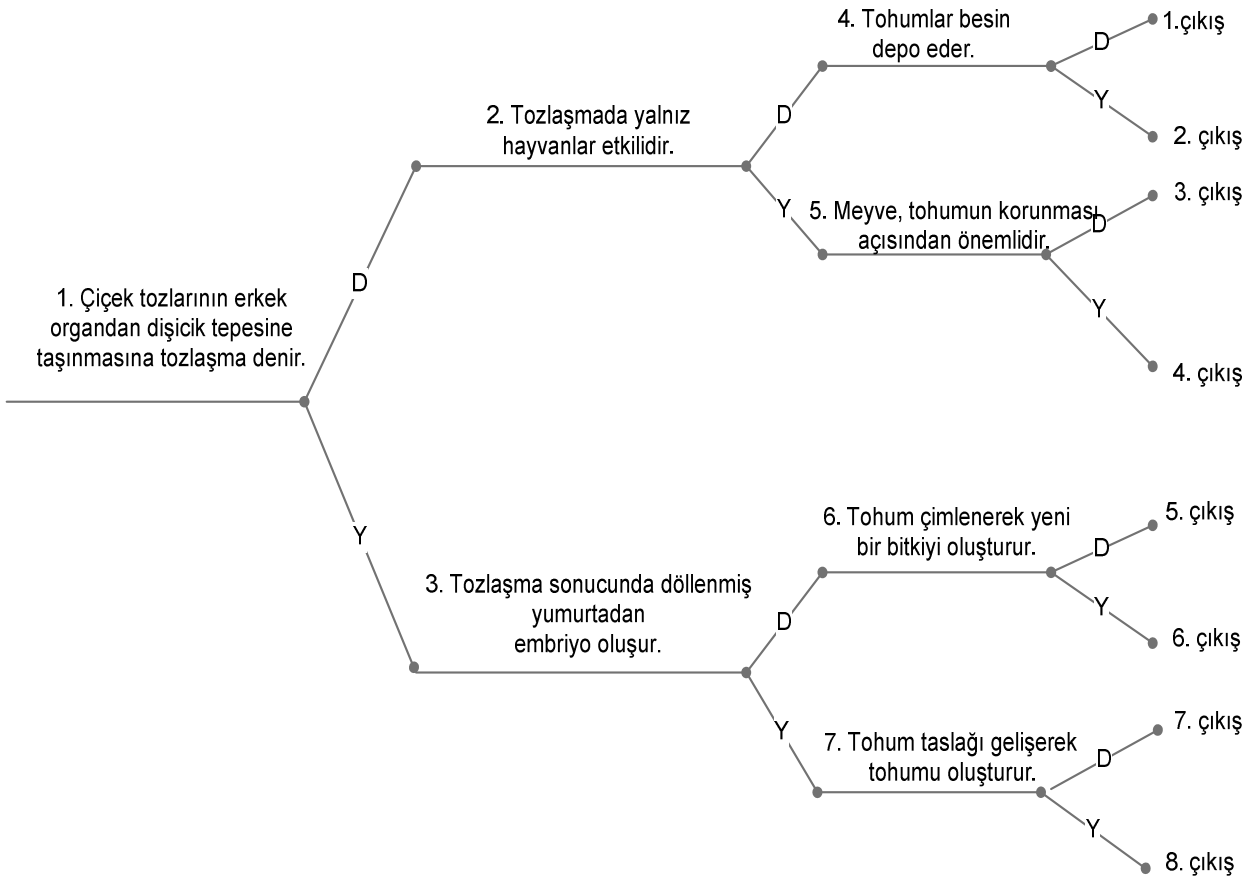 1. Çiçek tozlarının erkek
organdan dişicik tepesine
taşınmasına tozlaşma denir.
D
Y
2. Tozlaşmada yalnız
hayvanlar etkilidir.
D
Y
4. Tohumlar besin
depo eder.
D
1.çıkış
Y
2. çıkış
5. Meyve, tohumun korunması
açısından önemlidir.
D
3. çıkış
Y
4. çıkış
3. Tozlaşma sonucunda döllenmiş
yumurtadan
embriyo oluşur.
D
Y
6. Tohum çimlenerek yeni
bir bitkiyi oluşturur.
D
5. çıkış
Y
6. çıkış
7. Tohum taslağı gelişerek
tohumu oluşturur.
D
7. çıkış
Y
8. çıkış